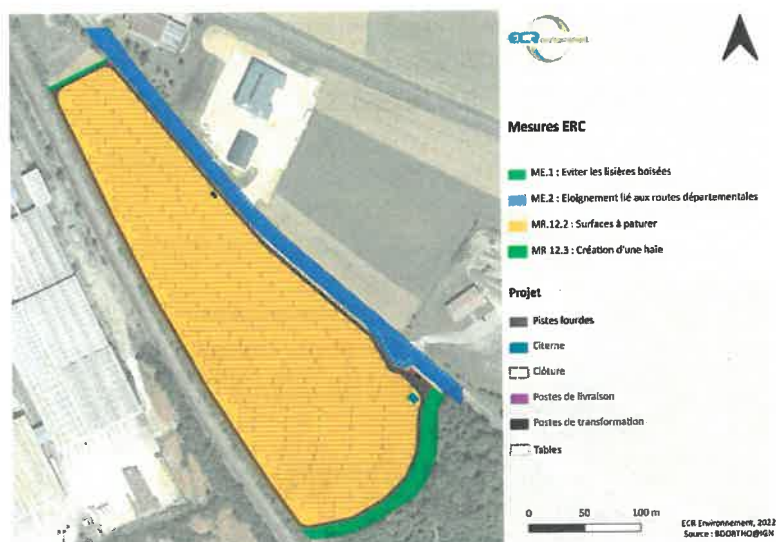 ECR environnement
Mesures ERC
ME.1 : Eviter les lisières boisées
ME.2 : Eloignement lié aux routes départementales
MR.12.2 : Surfaces à paturer
MR 12.3 : Création d'une haie
Projet
Pistes lourdes
Citerne
Clôture
Postes de livraison
Postes de transformation
Tables
0 50 100 m
ECR Environnement, 2022
Source : BDORTHO@IGN